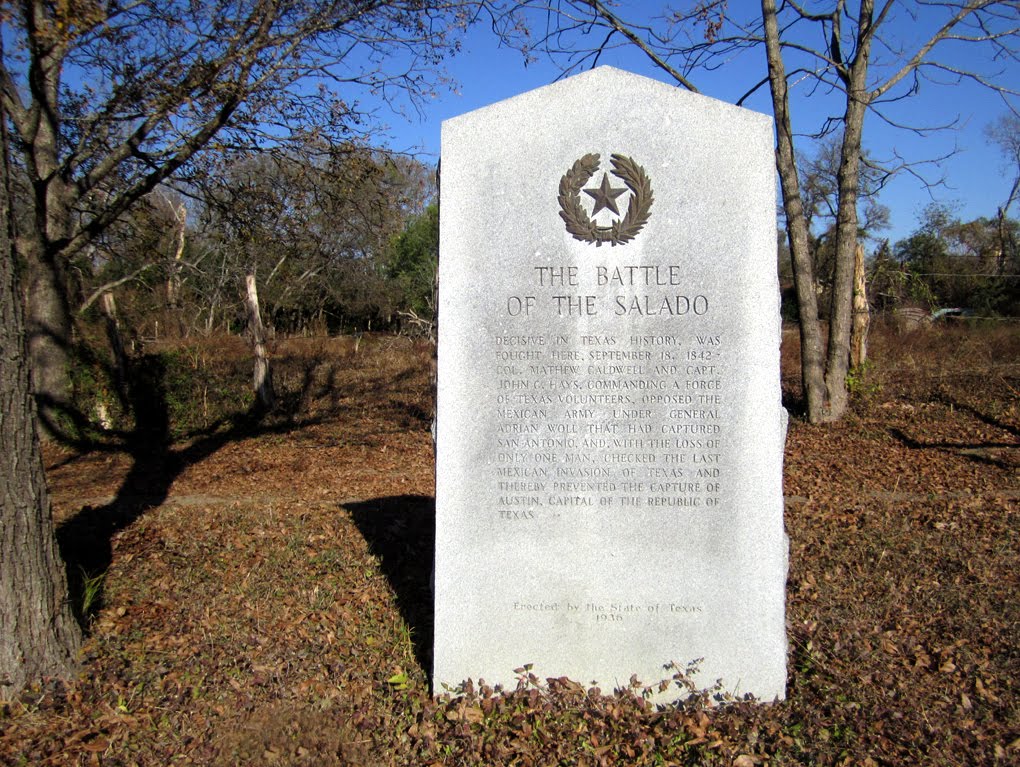 THE BATTLE
OF THE SALADO
DECISIVE IN TEXAS HISTORY, WAS
FOUGHT HERE, SEPTEMBER 18, 1842 -
COL. MATHEW CALDWELL AND CAPT.
JOHN C. HAYS, COMMANDING A FORCE
OF TEXAS VOLUNTEERS, OPPOSED THE
MEXICAN ARMY UNDER GENERAL
ADRIAN WOLL THAT HAD CAPTURED
SAN ANTONIO, AND, WITH THE LOSS OF
ONLY ONE MAN, CHECKED THE LAST
MEXICAN INVASION OF TEXAS AND
THEREBY PREVENTED THE CAPTURE OF
AUSTIN, CAPITAL OF THE REPUBLIC OF
TEXAS
Erected by the State of Texas
1936